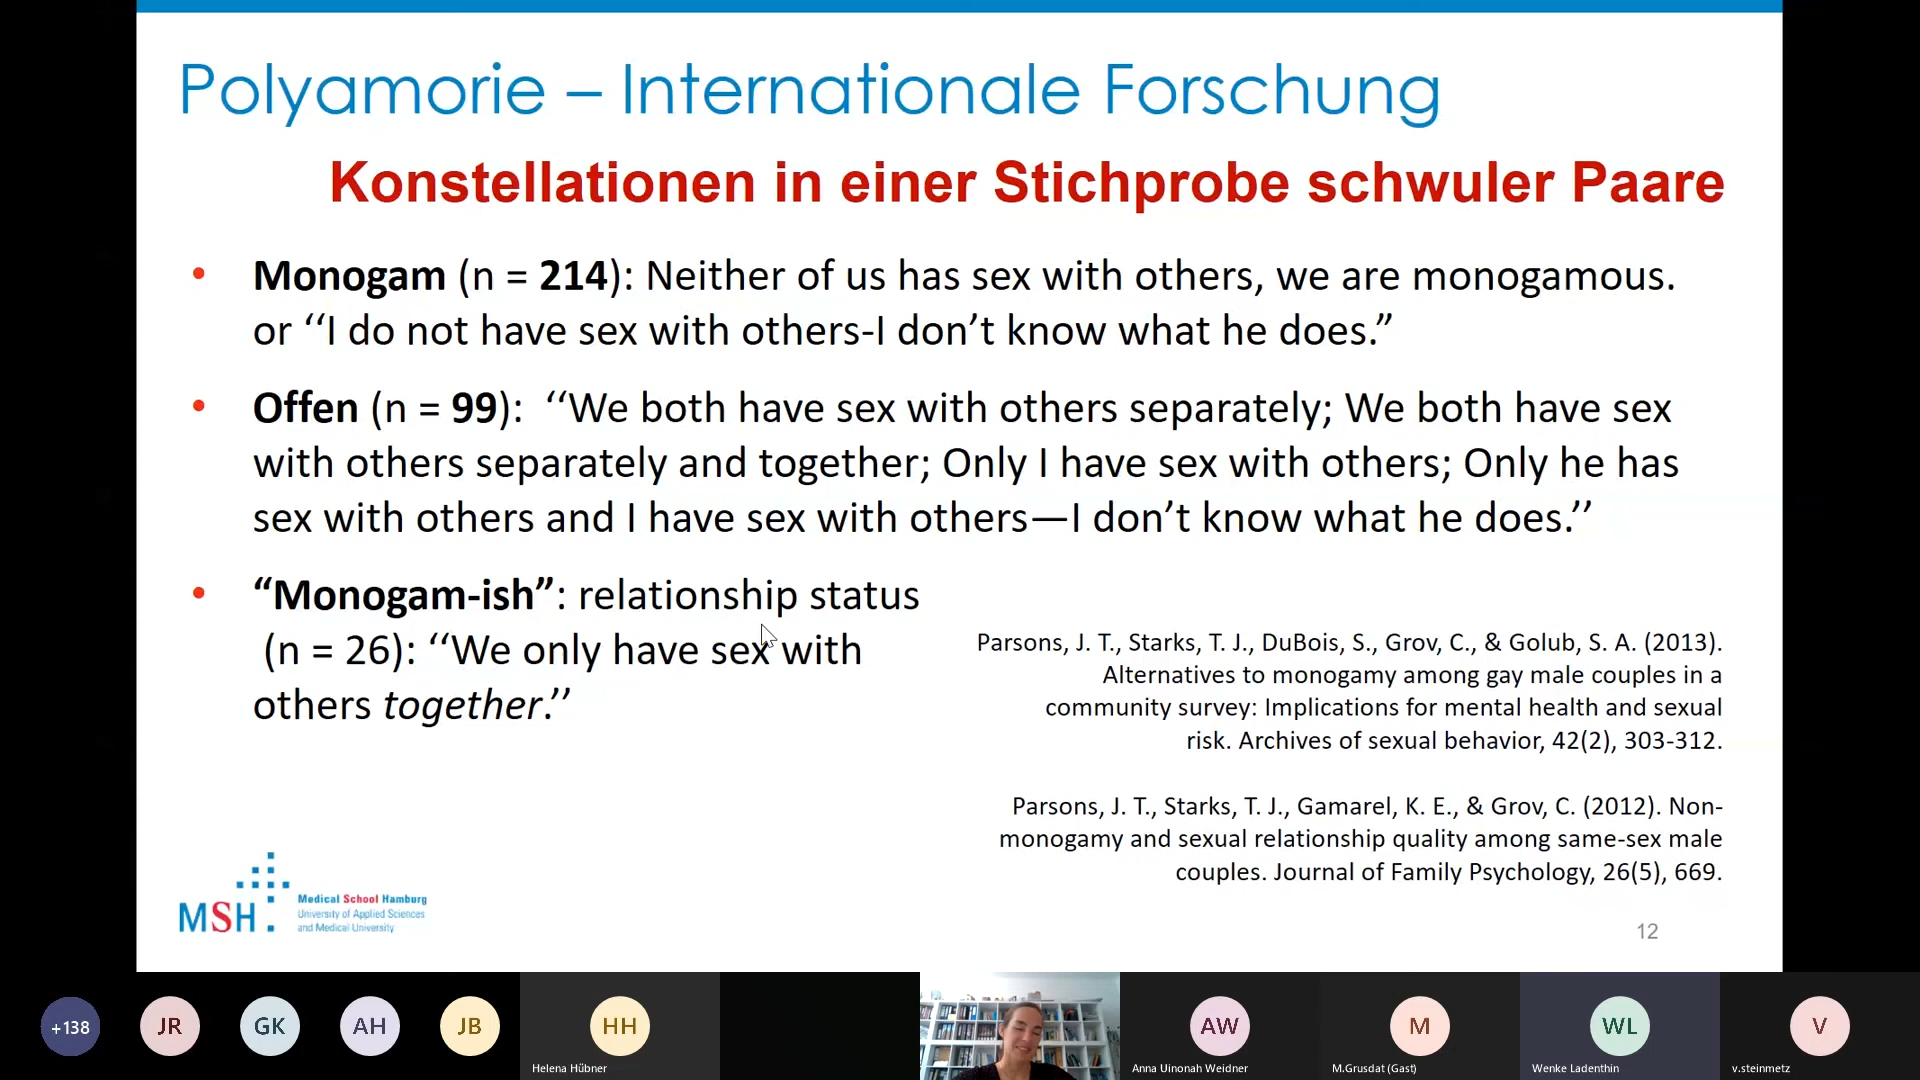 Polyamorie – Internationale Forschung
Konstellationen in einer Stichprobe schwuler Paare
• Monogam (n = 214): Neither of us has sex with others, we are monogamous.
or ‘‘I do not have sex with others-I don’t know what he does.”
• Offen (n = 99): ‘‘We both have sex with others separately; We both have sex
with others separately and together; Only I have sex with others; Only he has
sex with others and I have sex with others—I don’t know what he does.’’
• “Monogam-ish”: relationship status
(n = 26): ‘‘We only have sex with
others together.’’
Parsons, J. T., Starks, T. J., DuBois, S., Grov, C., & Golub, S. A. (2013).
Alternatives to monogamy among gay male couples in a
community survey: Implications for mental health and sexual
risk. Archives of sexual behavior, 42(2), 303-312.
Parsons, J. T., Starks, T. J., Gamarel, K. E., & Grov, C. (2012). Non-
monogamy and sexual relationship quality among same-sex male
couples. Journal of Family Psychology, 26(5), 669.
MSH
Medical School Hamburg
University of Applied Sciences
and Medical University
12
+138
JR
GK
AH
JB
HH
Helena Hübner
AW
Anna Uinonah Weidner
M
M.Grusdat (Gast)
WL
Wenke Ladenthin
V
v.steinmetz